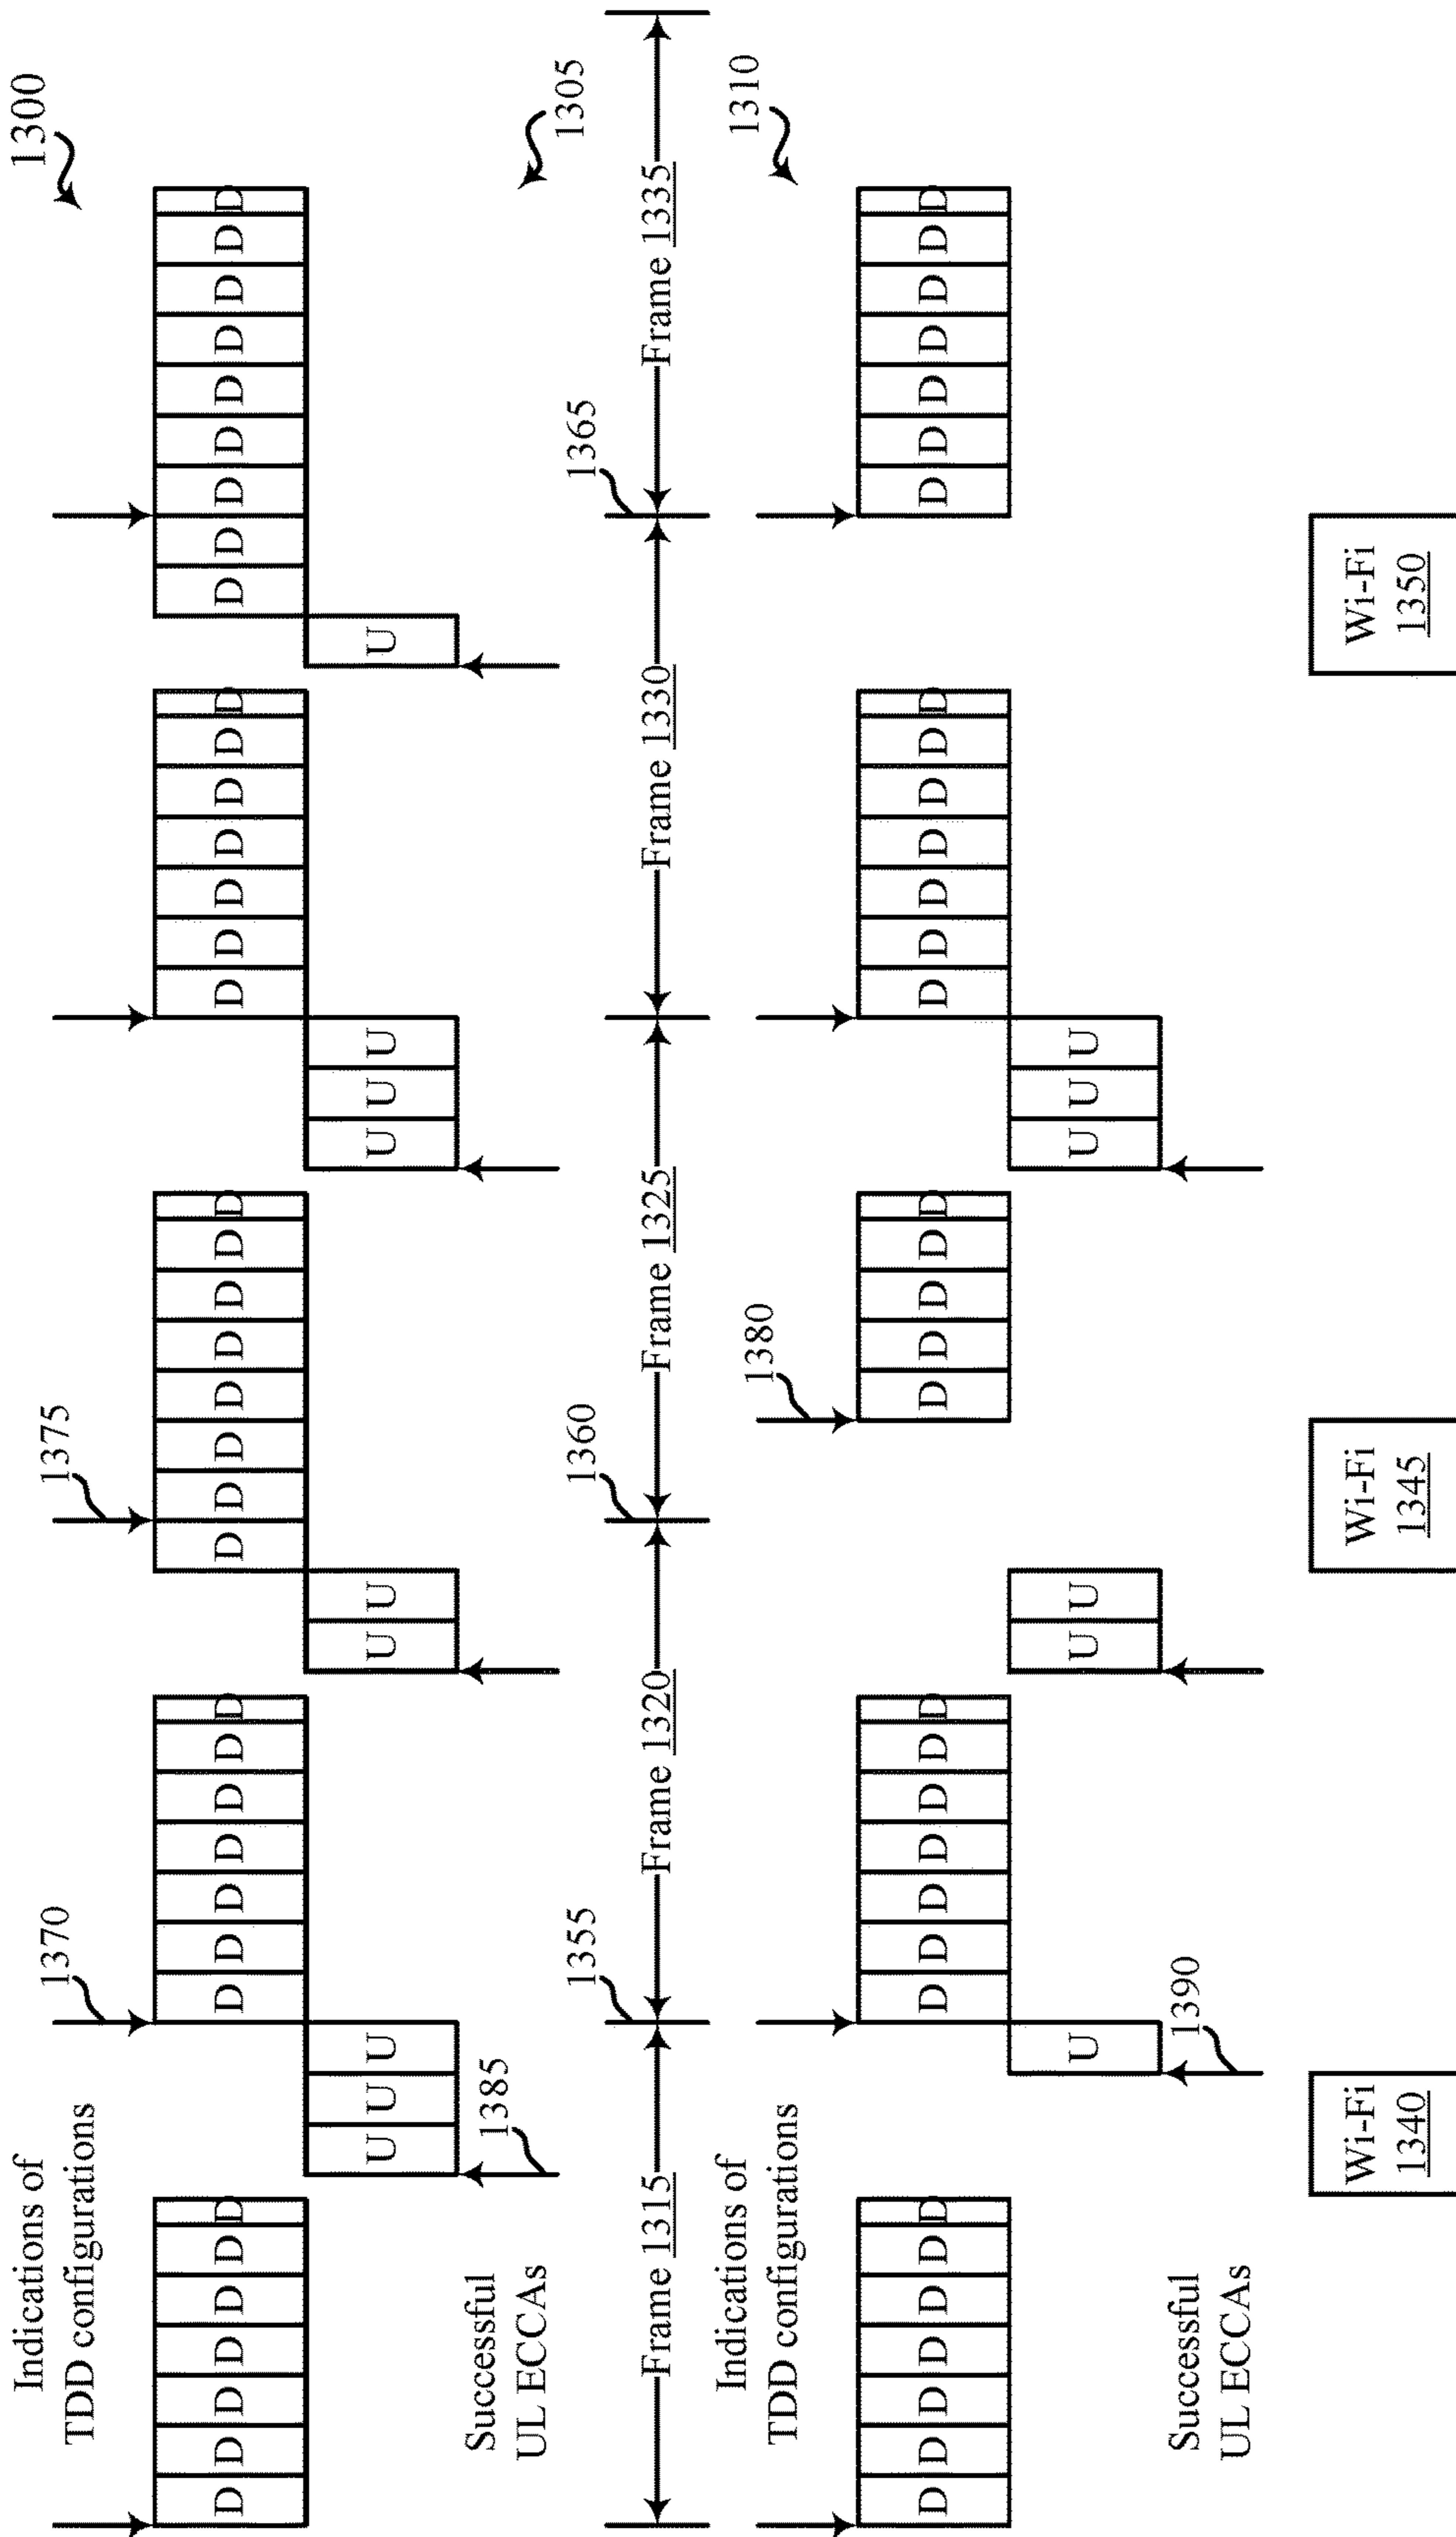 Indications of
TDD configurations
1370
1375
1300
D D D D D D D
D D D D D D D
D D D D D D D D
D D D D D D D
D D D D D D D D D
U U U
U U
U U U
U
Successful
UL ECCAs
1385
1305
1355
1360
1365
Frame 1315
Frame 1320
Frame 1325
Frame 1330
Frame 1335
Indications of
TDD configurations
1380
1310
D D D D D D D
D D D D D D D
D D D D D
D D D D D D D
D D D D D D D
U
U U
U U U
Successful
UL ECCAs
1390
Wi-Fi
1340
Wi-Fi
1345
Wi-Fi
1350